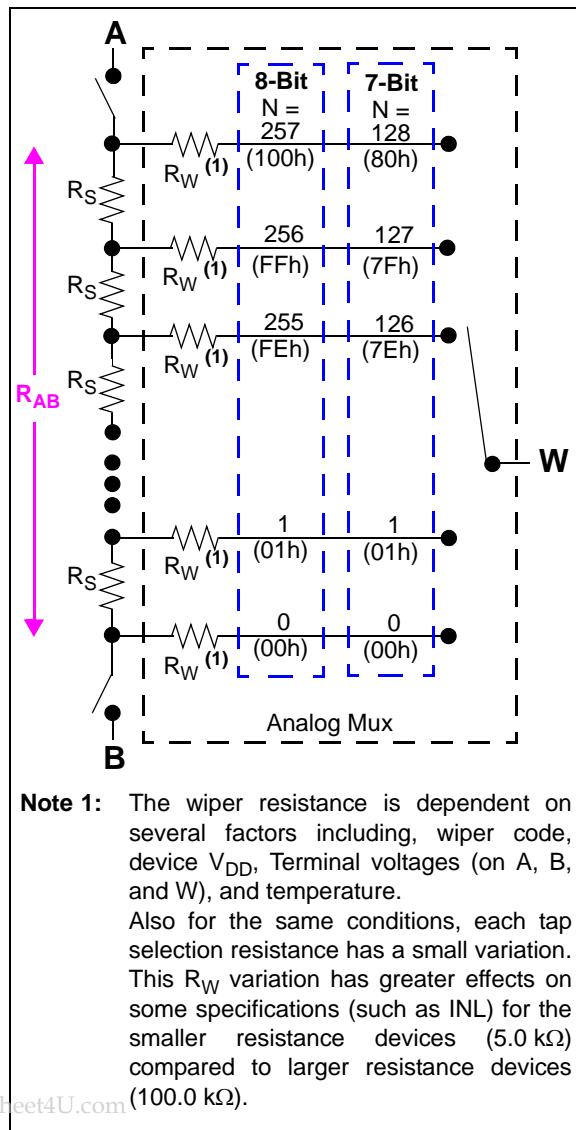 A
8-Bit 7-Bit
N = N =
257 128
(100h) (80h)
RW (1)
RS
256 127
(FFh) (7Fh)
RW (1)
RS
255 126
(FEh) (7Eh)
RW (1)
RS
RAB
W
1 1
(01h) (01h)
RW (1)
RS
0 0
(00h) (00h)
RW (1)
Analog Mux
B
Note 1: The wiper resistance is dependent on
several factors including, wiper code,
device VDD, Terminal voltages (on A, B,
and W), and temperature.
Also for the same conditions, each tap
selection resistance has a small variation.
This RW variation has greater effects on
some specifications (such as INL) for the
smaller resistance devices (5.0 kΩ)
compared to larger resistance devices
(100.0 kΩ).
heet4U.com